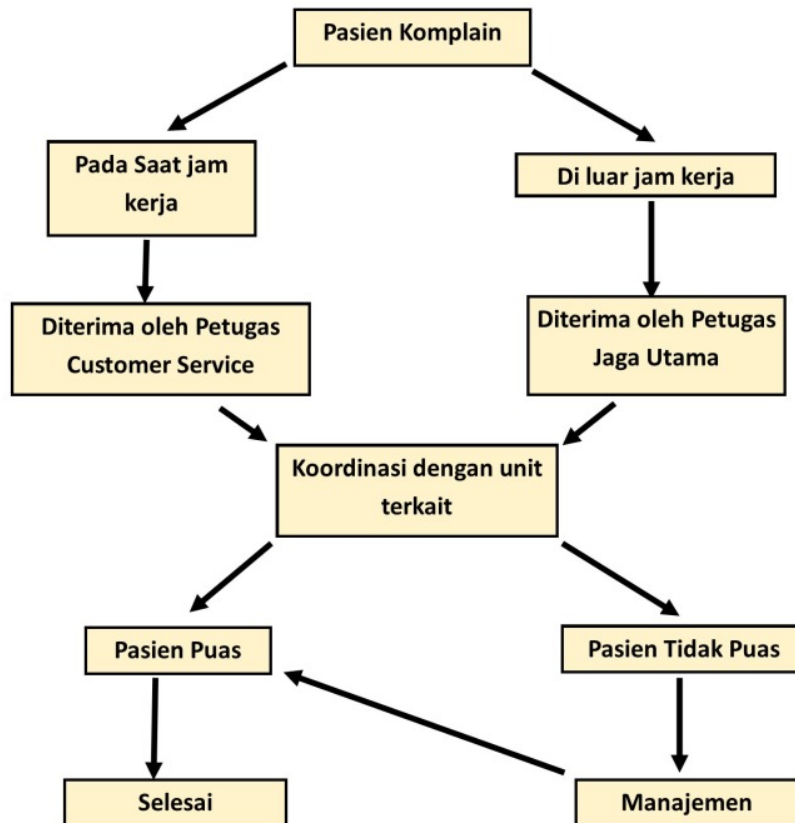 Pasien Komplain
Pada Saat jam
kerja
Di luar jam kerja
Diterima oleh Petugas
Customer Service
Diterima oleh Petugas
Jaga Utama
Koordinasi dengan unit
terkait
Pasien Puas
Pasien Tidak Puas
Selesai
Manajemen